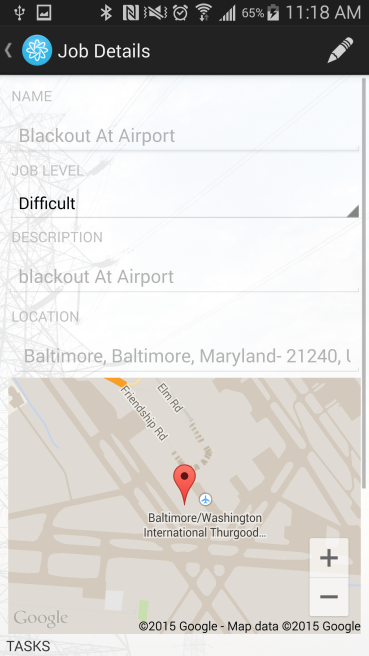 65% 11:18 AM
Job Details
NAME
Blackout At Airport
JOB LEVEL
Difficult
DESCRIPTION
blackout At Airport
LOCATION
Baltimore, Baltimore, Maryland- 21240, U
Elm Rd
Friendship Rd
Baltimore/Washington
International Thurgood...
+
−
Google
©2015 Google - Map data ©2015 Google
TASKS